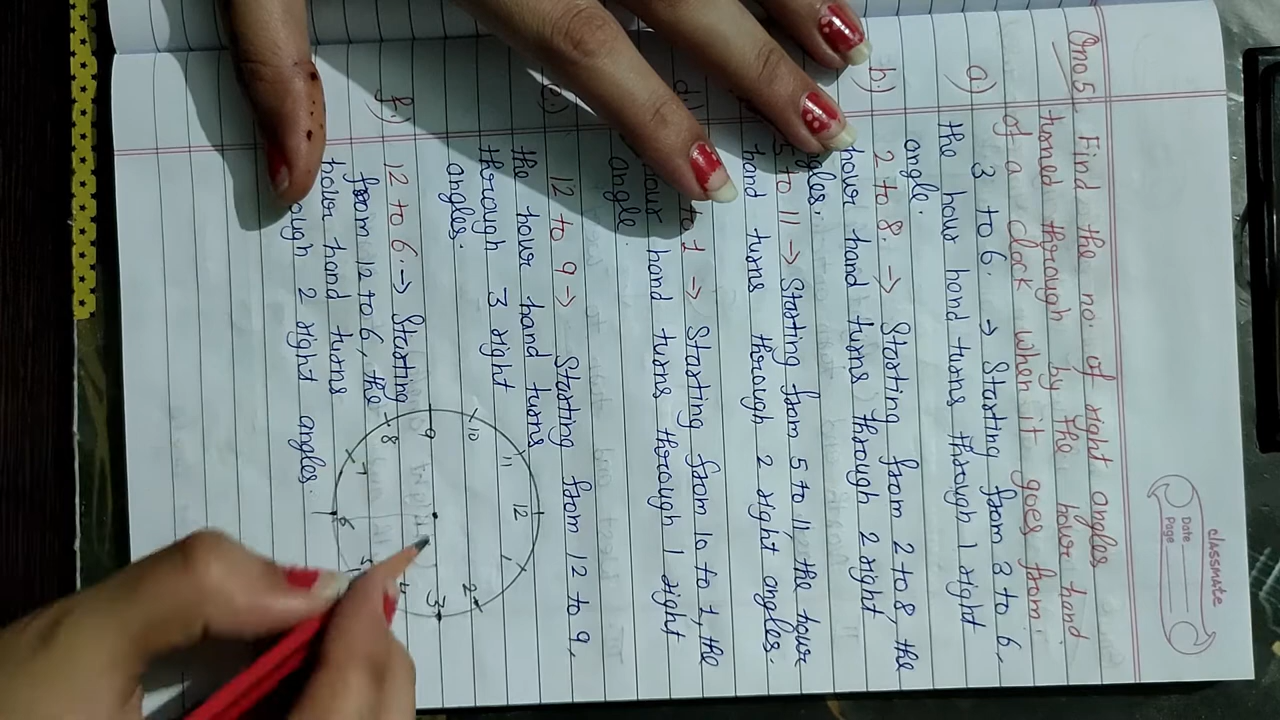 classmate
Date
Page
Qno5. Find the no. of right angles
turned through by the hour hand
of a clock when it goes from:
a) 3 to 6. → Starting from 3 to 6,
the hour hand turns through 1 right
angle.
b.) 2 to 8. → Starting from 2 to 8, the
hour hand turns through 2 right
ngles.
5 to 11 → Starting from 5 to 11, the hour
hand turns through 2 right angles.
d.) to 1 → Starting from 10 to 1, the
hour hand turns through 1 right
angle.
e.) 12 to 9 → Starting from 12 to 9,
the hour hand turns
through 3 right
angles.
f.) 12 to 6. → Starting
from 12 to 6, the
hour hand turns
ough 2 right angles.
12
11
1
10
2
9
3
8
4
7
5
6